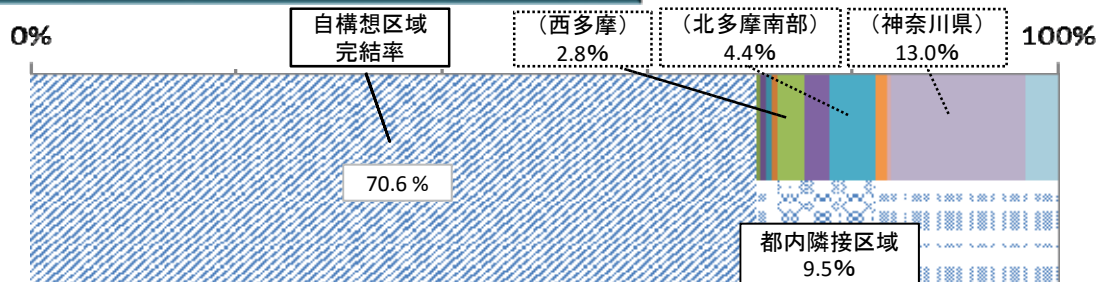 0%
自構想区域
完結率
（西多摩）
2.8%
（北多摩南部）
4.4%
（神奈川県）
13.0%
100%
70.6%
都内隣接区域
9.5%